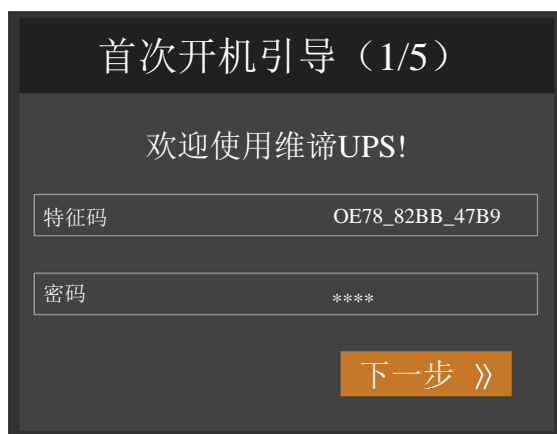 首次开机引导（1/5）
欢迎使用维谛UPS!
特征码 OE78_82BB_47B9
密码 ****
下一步 》